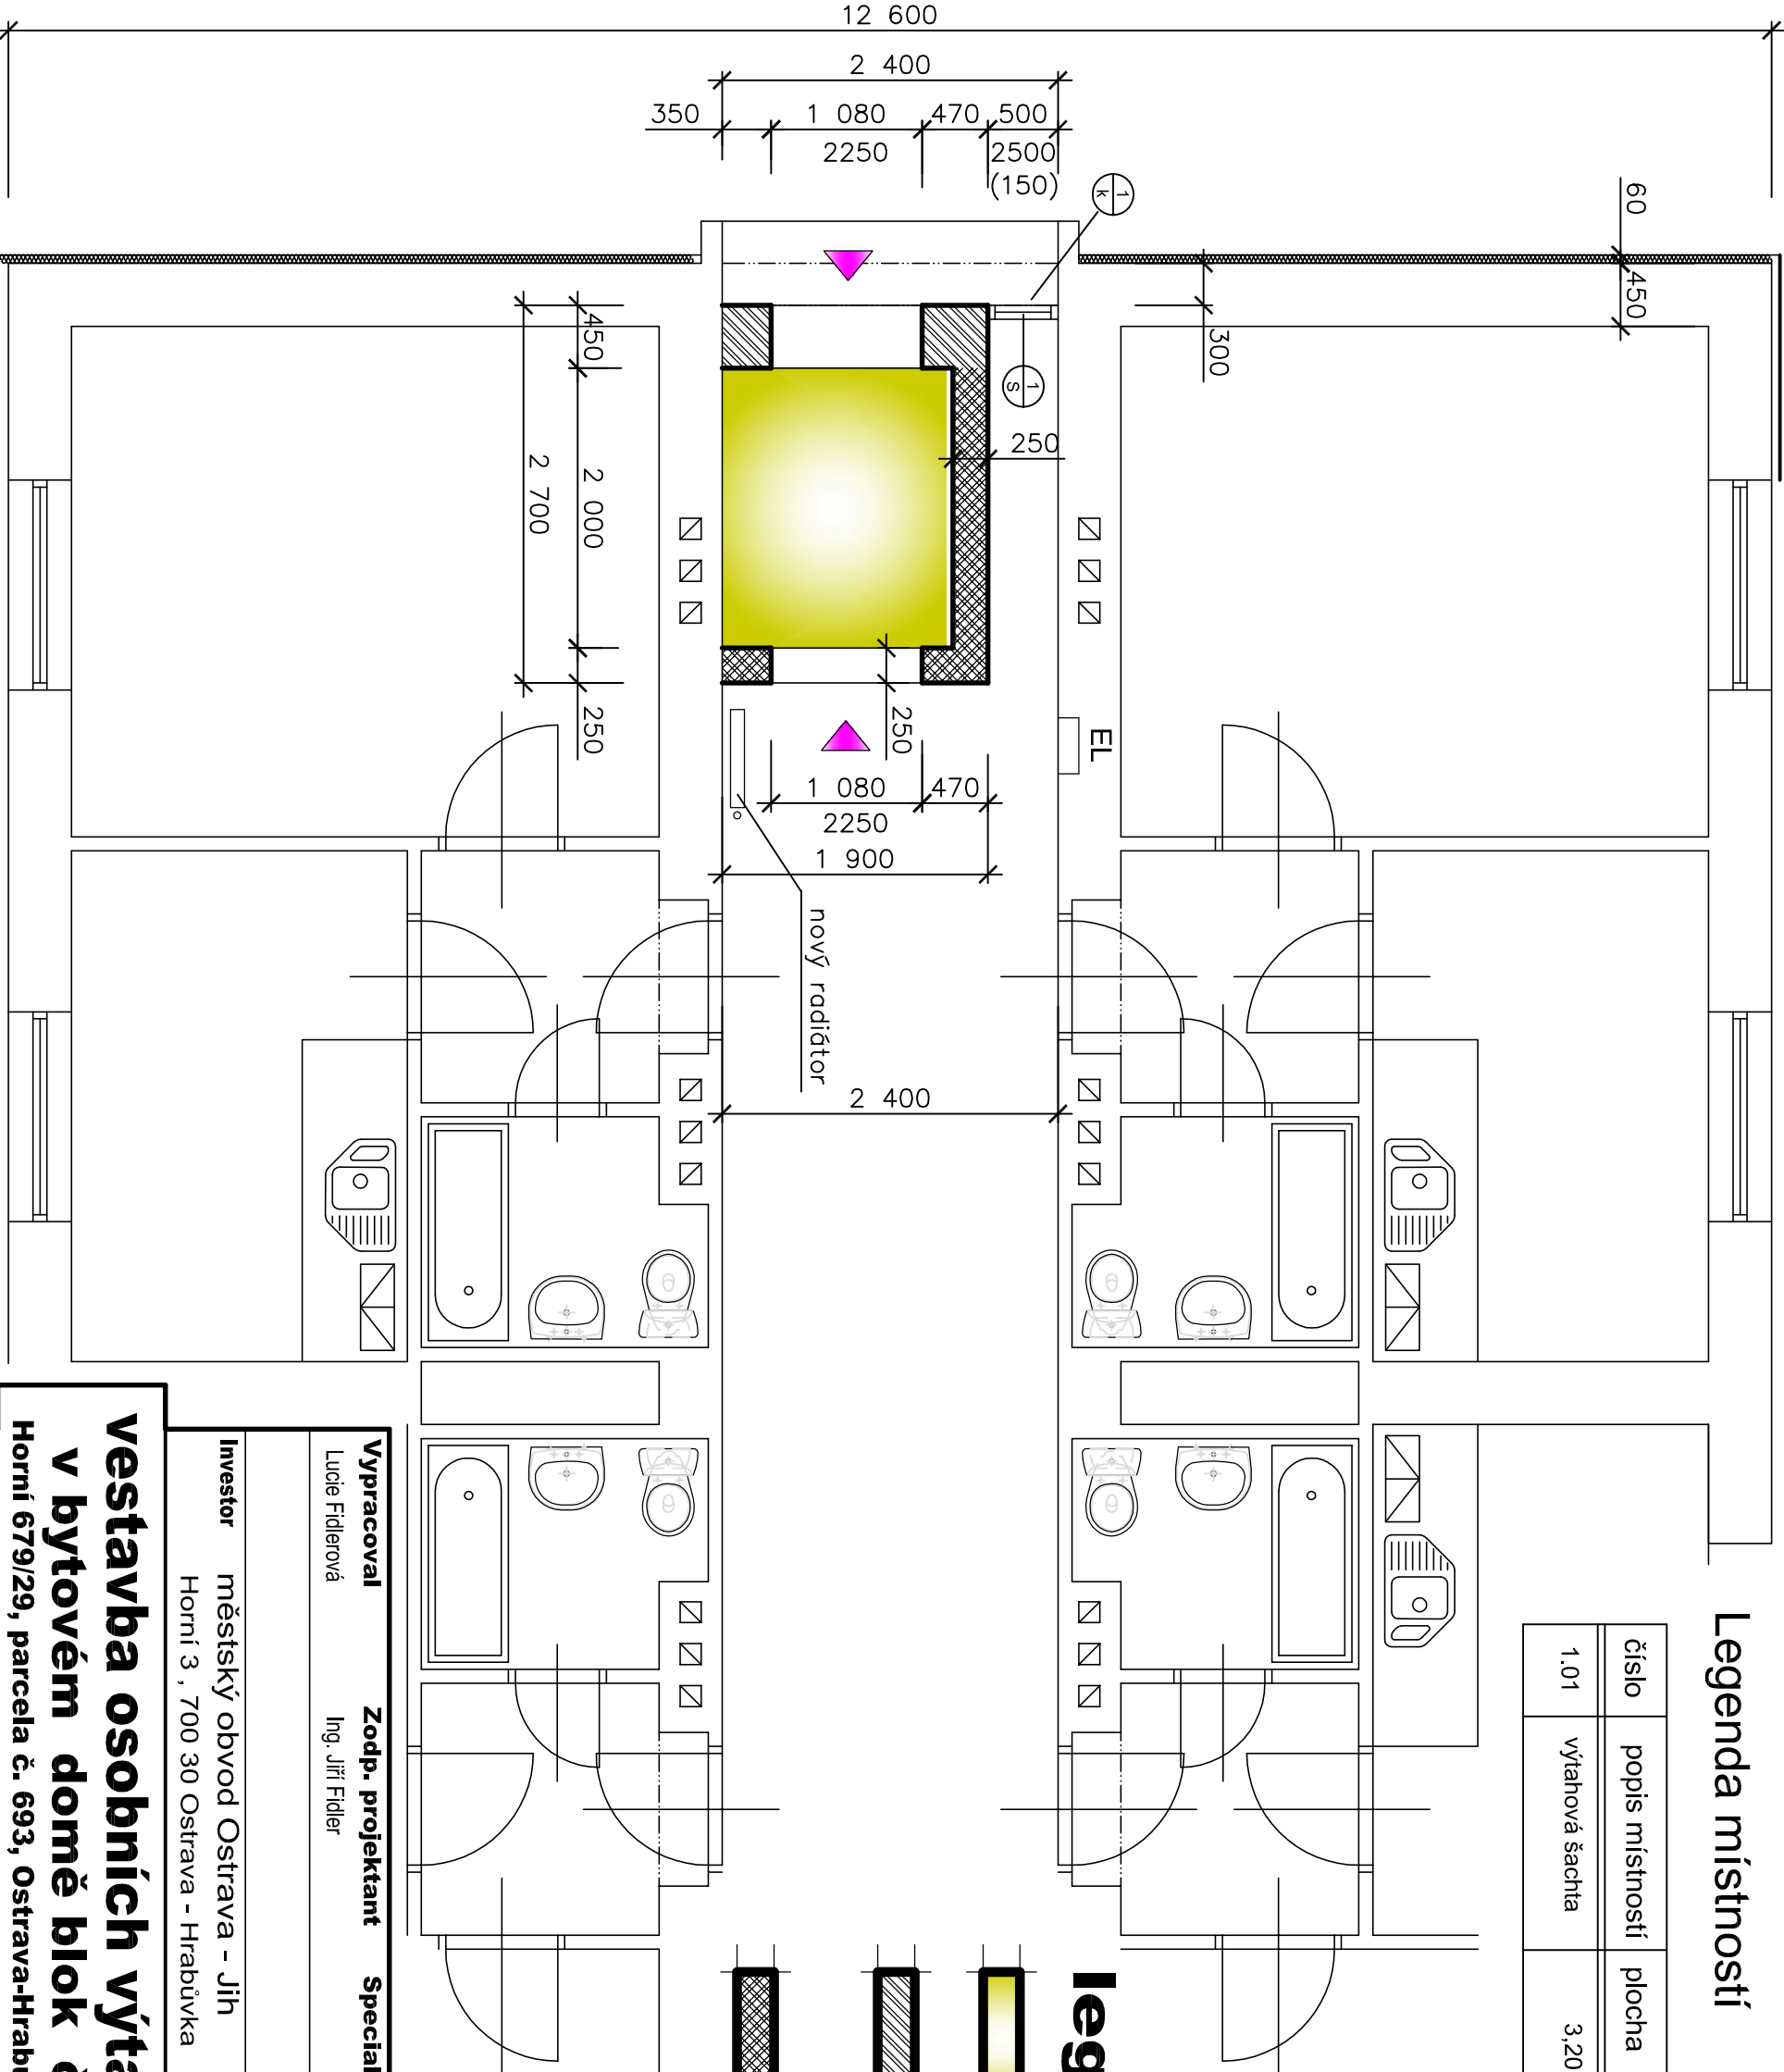 12 600
2 400
350
1 080
470
500
2250
2500
(150)
1
k
60
450
300
1
s
450
2 000
2 700
250
250
250
EL
1 080
470
2250
1 900
nový radiátor
2 400
Legenda místností
číslo popis místností plocha
1.01 výtahová šachta 3,20
leg
Vypracoval Zodp. projektant Special
Lucie Fidlerová Ing. Jiří Fidler
Investor městský obvod Ostrava - Jih
Horní 3 , 700 30 Ostrava - Hrabůvka
vestavba osobních výta
v bytovém domě blok
Horní 679/29, parcela č. 693, Ostrava-Hrab